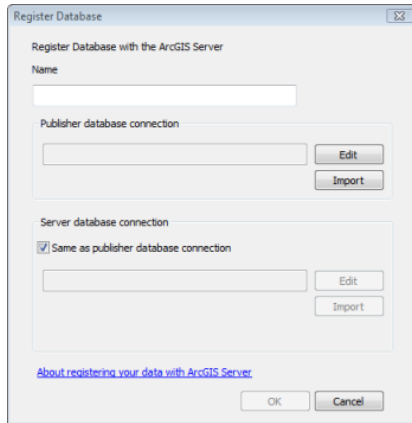 Register Database
Register Database with the ArcGIS Server
Name
Publisher database connection
Edit
Import
Server database connection
Same as publisher database connection
Edit
Import
About registering your data with ArcGIS Server
OK Cancel